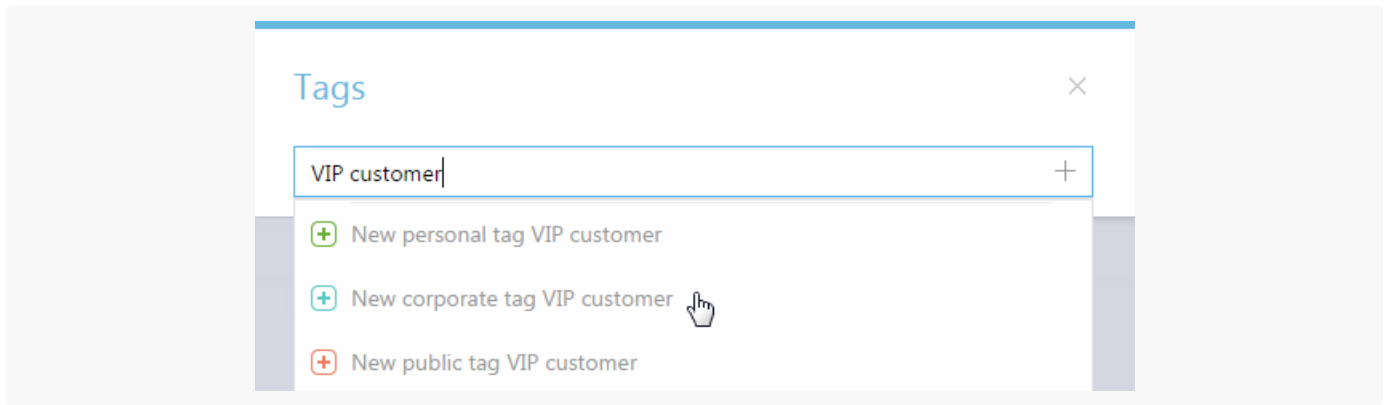 Tags
VIP customer
New personal tag VIP customer
New corporate tag VIP customer
New public tag VIP customer